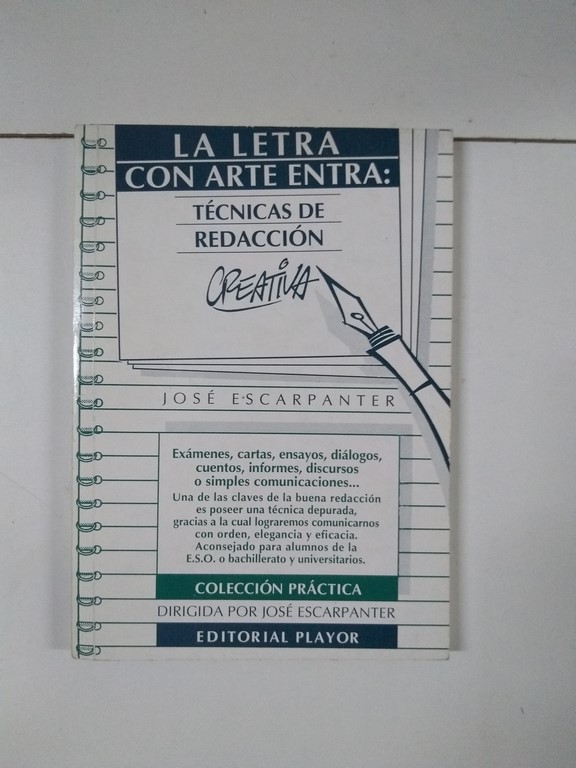 LA LETRA
CON ARTE ENTRA:
TÉCNICAS DE
REDACCIÓN
CREATIVA
JOSÉ ESCARPANTER
Exámenes, cartas, ensayos, diálogos,
cuentos, informes, discursos
o simples comunicaciones...
Una de las claves de la buena redacción
es poseer una técnica depurada,
gracias a la cual lograremos comunicarnos
con orden, elegancia y eficacia.
Aconsejado para alumnos de la
E.S.O. o bachillerato y universitarios.
COLECCIÓN PRÁCTICA
DIRIGIDA POR JOSÉ ESCARPANTER
EDITORIAL PLAYOR